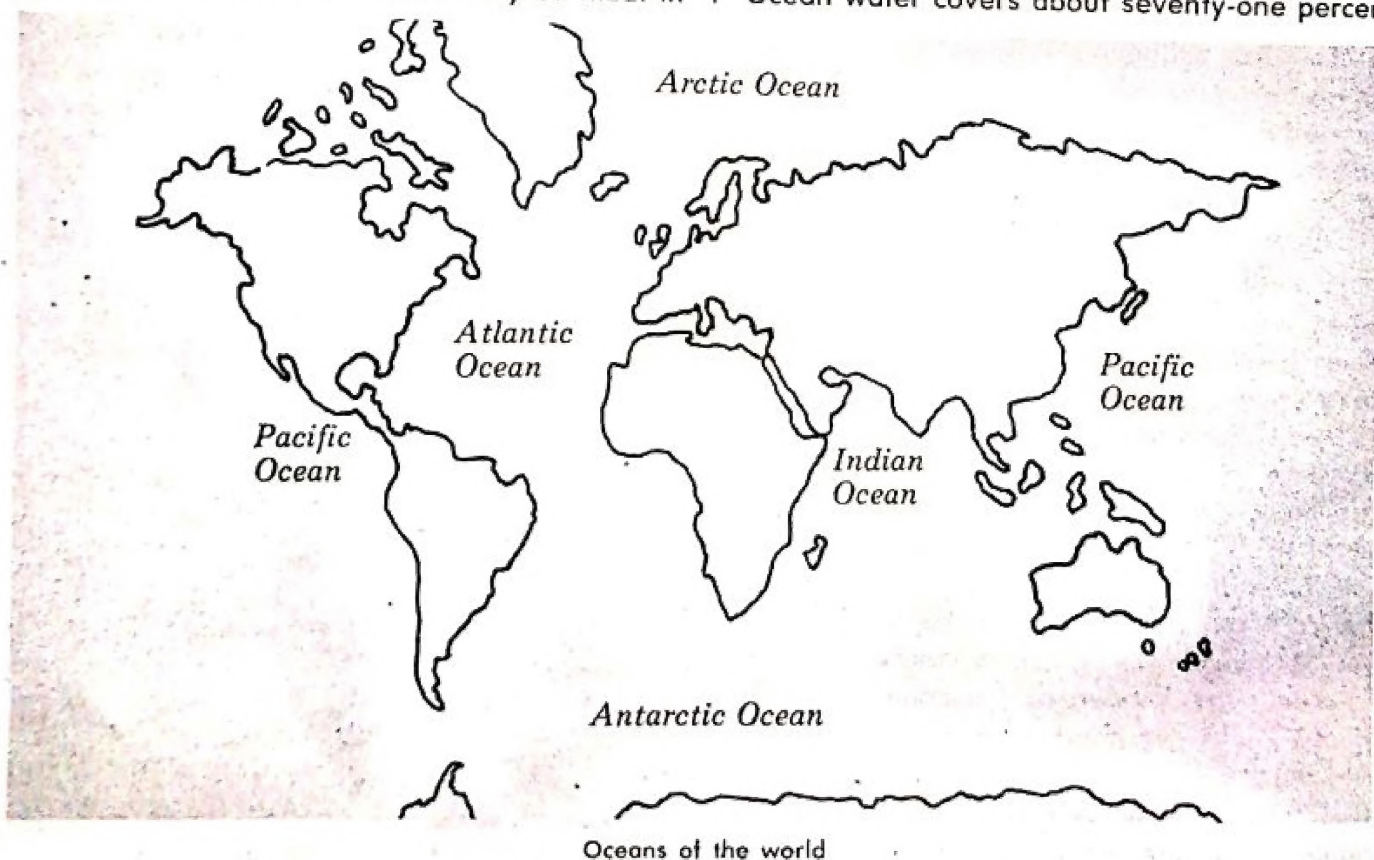 Ocean water covers about seventy-one percen
Arctic Ocean
Atlantic
Ocean
Pacific
Ocean
Pacific
Ocean
Indian
Ocean
Antarctic Ocean
Oceans of the world